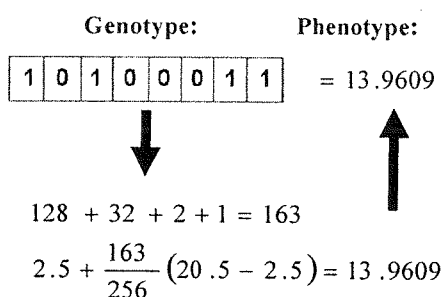 Genotype: Phenotype:
1 0 1 0 0 0 1 1 = 13.9609
128 + 32 + 2 + 1 = 163
2.5 + 163/256 (20.5 − 2.5) = 13.9609